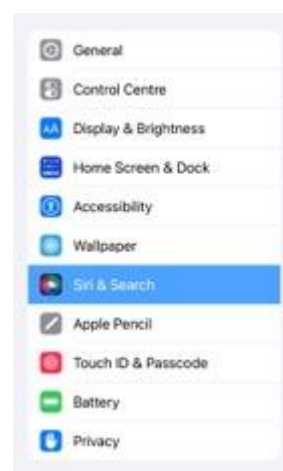 General
Control Centre
AA Display & Brightness
Home Screen & Dock
Accessibility
Wallpaper
Siri & Search
Apple Pencil
Touch ID & Passcode
Battery
Privacy